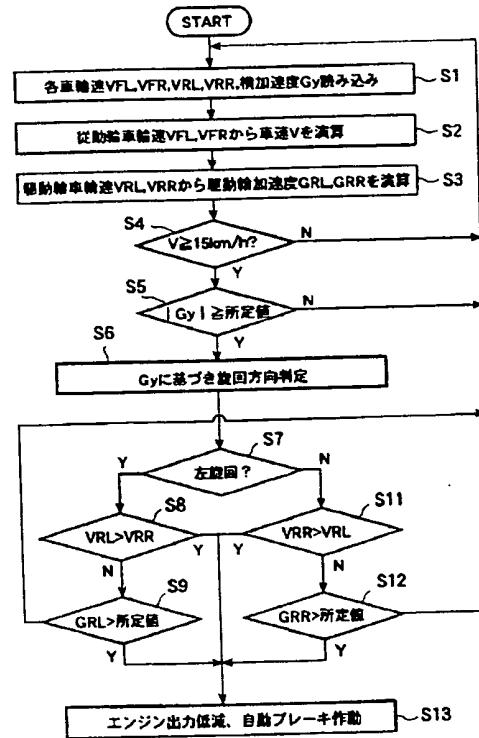 START
各車輪速VFL,VFR,VRL,VRR,横加速度Gy読み込み
S1
従動輪車輪速VFL,VFRから車速Vを演算
S2
駆動輪車輪速VRL,VRRから駆動輪加速度GRL,GRRを演算
S3
S4
V≧15km/h?
N
Y
S5
|Gy|≧所定値
N
Y
S6
Gyに基づき旋回方向判定
S7
左旋回?
Y
N
S8
VRL>VRR
Y
N
S11
VRR>VRL
Y
N
S9
GRL>所定値
Y
S12
GRR>所定値
Y
エンジン出力低減、自動ブレーキ作動
S13